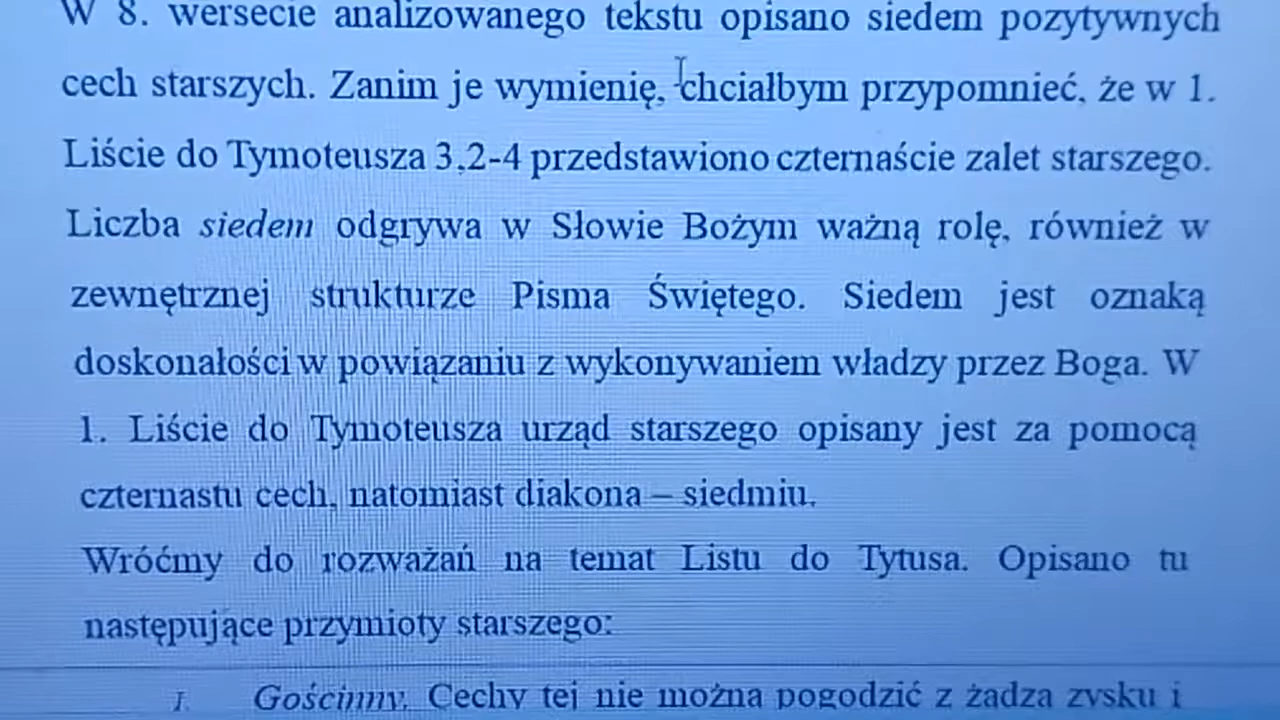 W 8. wersecie analizowanego tekstu opisano siedem pozytywnych
cech starszych. Zanim je wymienię, chciałbym przypomnieć, że w 1.
Liście do Tymoteusza 3,2-4 przedstawiono czternaście zalet starszego.
Liczba siedem odgrywa w Słowie Bożym ważną rolę, również w
zewnętrznej strukturze Pisma Świętego. Siedem jest oznaką
doskonałości w powiązaniu z wykonywaniem władzy przez Boga. W
1. Liście do Tymoteusza urząd starszego opisany jest za pomocą
czternastu cech, natomiast diakona – siedmiu.
Wróćmy do rozważań na temat Listu do Tytusa. Opisano tu
następujące przymioty starszego:
1. Gościnny. Cechy tej nie można pogodzić z żądzą zysku i